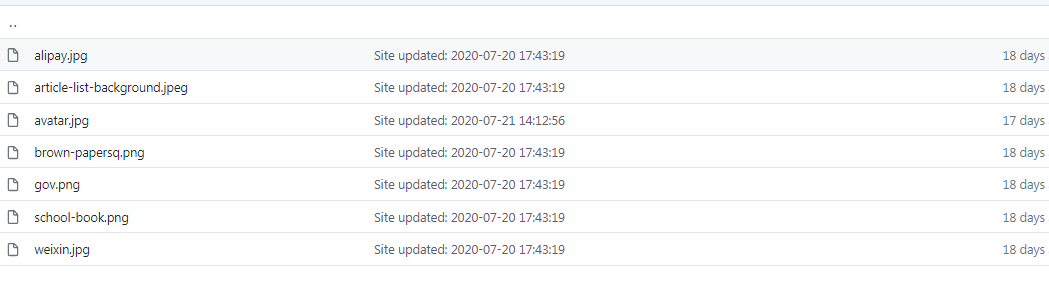 ..
alipay.jpg Site updated: 2020-07-20 17:43:19 18 days
article-list-background.jpeg Site updated: 2020-07-20 17:43:19 18 days
avatar.jpg Site updated: 2020-07-21 14:12:56 17 days
brown-papersq.png Site updated: 2020-07-20 17:43:19 18 days
gov.png Site updated: 2020-07-20 17:43:19 18 days
school-book.png Site updated: 2020-07-20 17:43:19 18 days
weixin.jpg Site updated: 2020-07-20 17:43:19 18 days